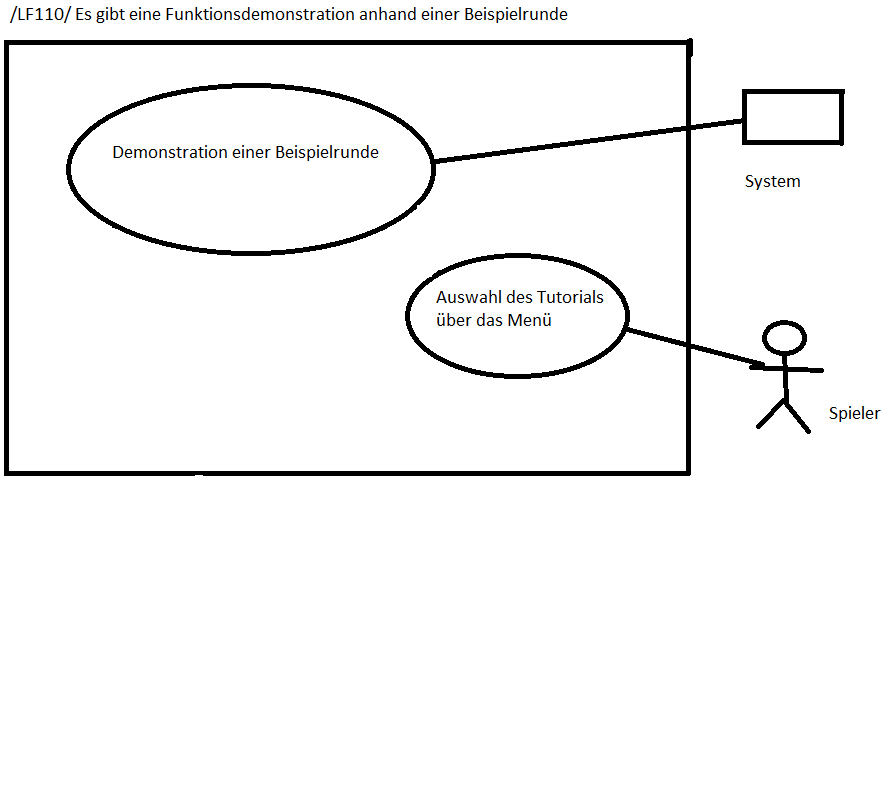 /LF110/ Es gibt eine Funktionsdemonstration anhand einer Beispielrunde
Demonstration einer Beispielrunde
System
Auswahl des Tutorials
über das Menü
Spieler